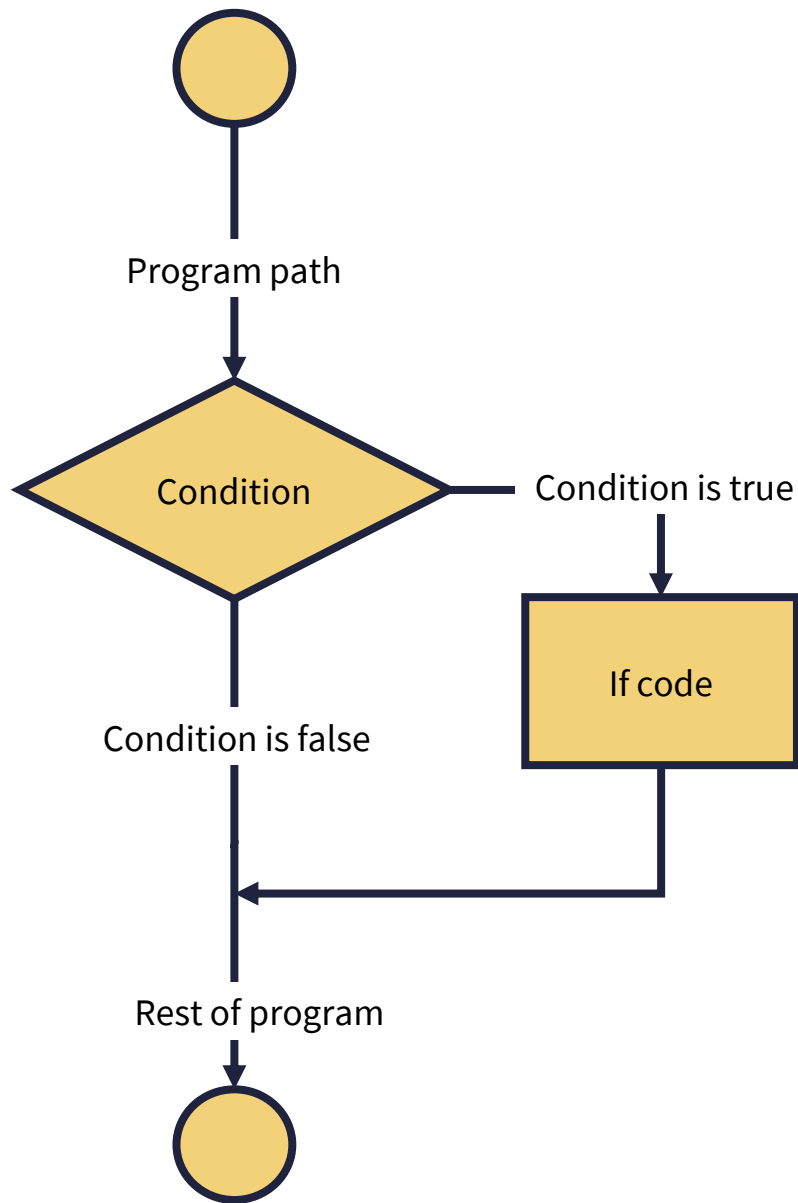 Program path
Condition
Condition is true
If code
Condition is false
Rest of program